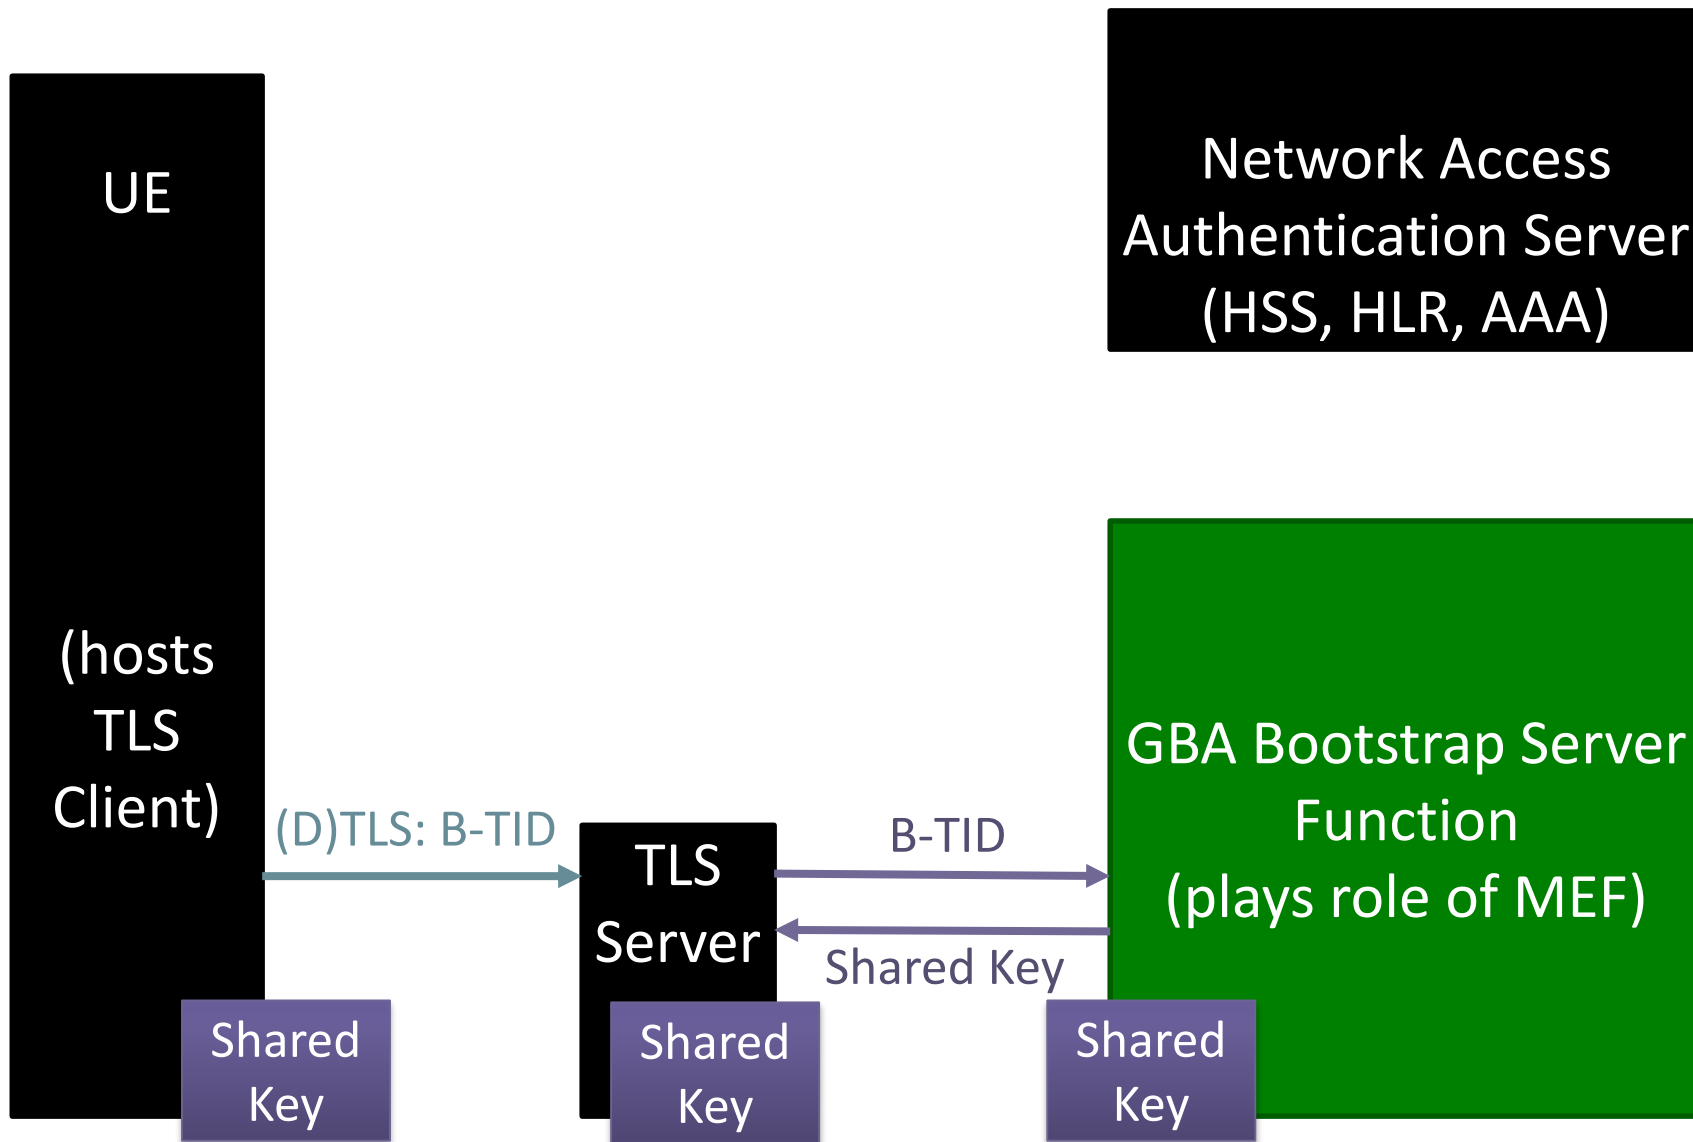 UE
(hosts
TLS
Client)
Network Access
Authentication Server
(HSS, HLR, AAA)
(D)TLS: B-TID
TLS
Server
B-TID
Shared Key
GBA Bootstrap Server
Function
(plays role of MEF)
Shared
Key
Shared
Key
Shared
Key